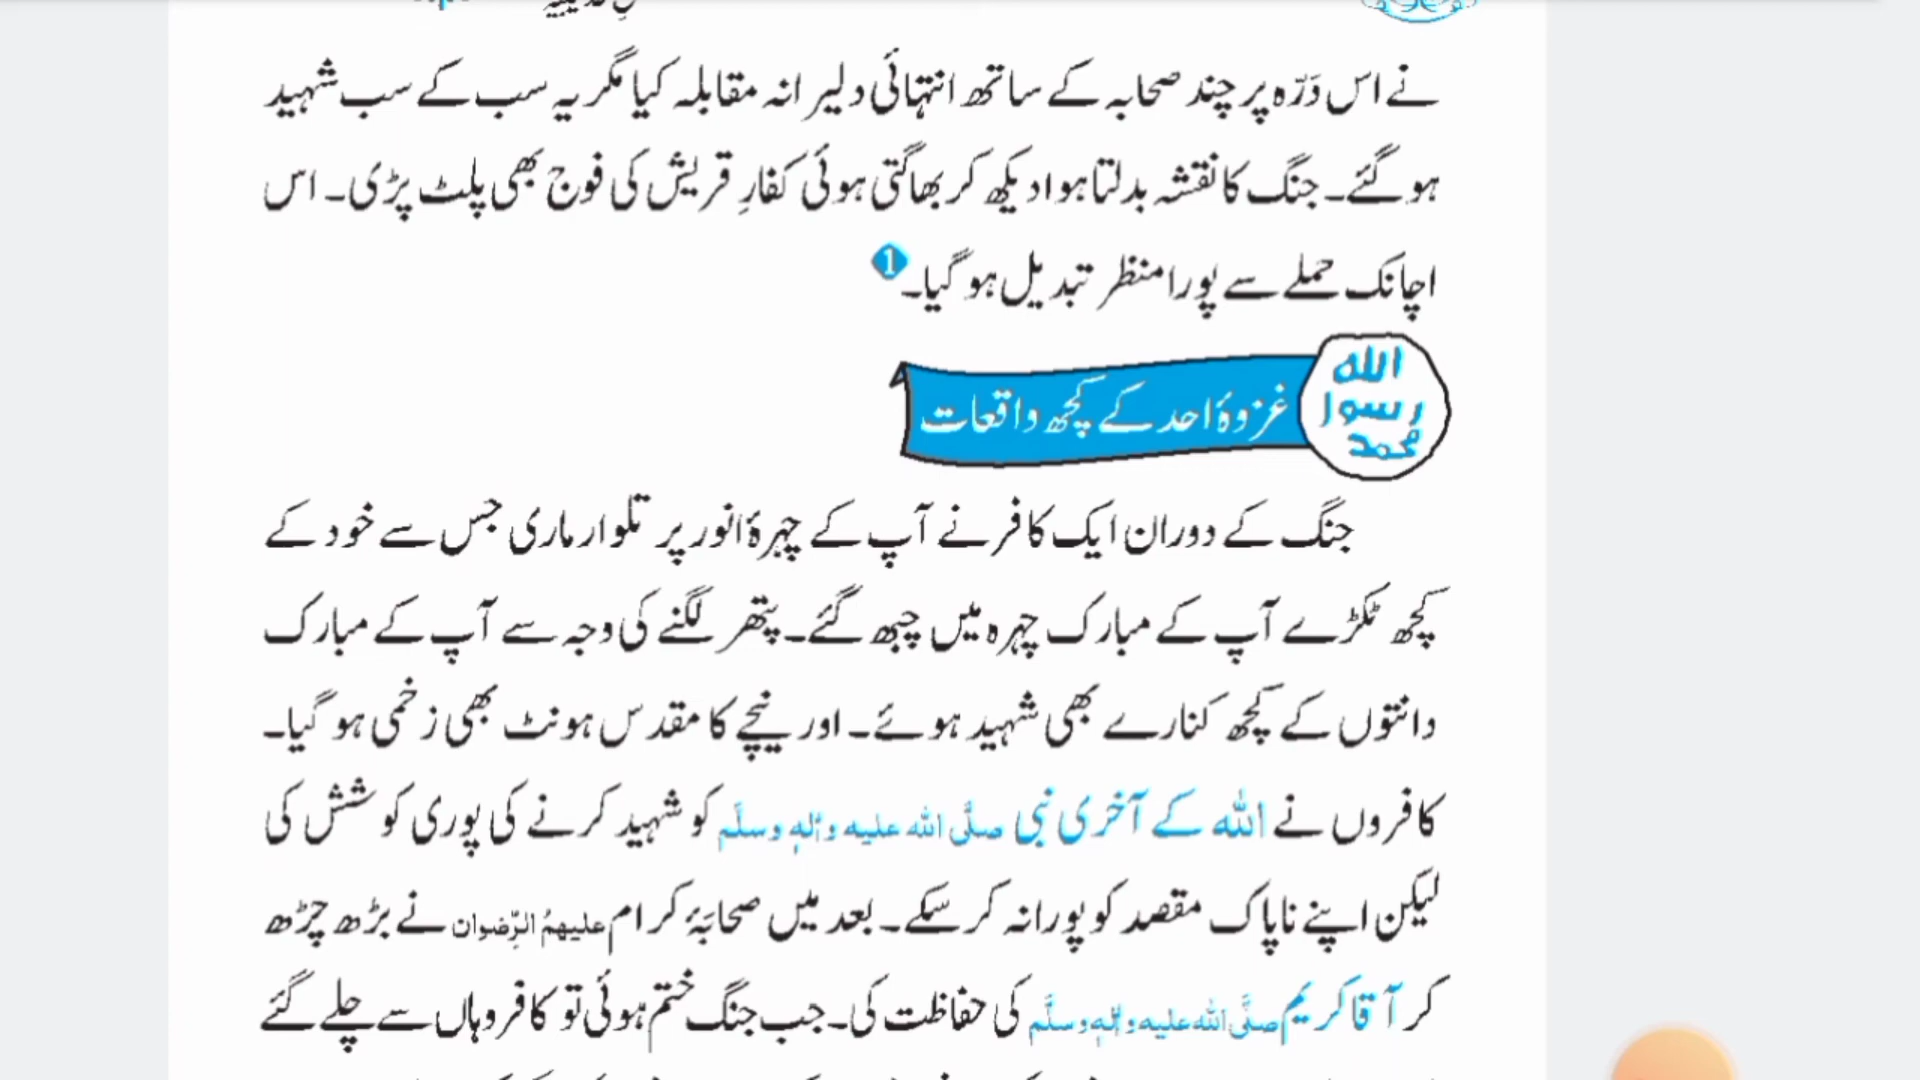 نے اس دَرّہ پر چند صحابہ کے ساتھ انتہائی دلیرانہ مقابلہ کیا مگر یہ سب کے سب شہید
ہو گئے۔ جنگ کا نقشہ بدلتا ہوا دیکھ کر بھاگتی ہوئی کفارِ قریش کی فوج بھی پلٹ پڑی۔ اس
اچانک حملے سے پورا منظر تبدیل ہو گیا۔ 1
اللہ
رسول
محمد
غزوۂ احد کے کچھ واقعات
جنگ کے دوران ایک کافر نے آپ کے چہرۂ انور پر تلوار ماری جس سے خود کے
کچھ ٹکڑے آپ کے مبارک چہرہ میں چبھ گئے۔ پتھر لگنے کی وجہ سے آپ کے مبارک
دانتوں کے کچھ کنارے بھی شہید ہوئے۔ اور نیچے کا مقدس ہونٹ بھی زخمی ہو گیا۔
کافروں نے اللہ کے آخری نبی صلَّی اللہ علیہ واٰلہٖ وسلَّم کو شہید کرنے کی پوری کوشش کی
لیکن اپنے ناپاک مقصد کو پورا نہ کر سکے۔ بعد میں صحابۂ کرام علیہمُ الرِّضوان نے بڑھ چڑھ
کر آقا کریم صلَّی اللہ علیہ واٰلہٖ وسلَّم کی حفاظت کی۔ جب جنگ ختم ہوئی تو کافر وہاں سے چلے گئے